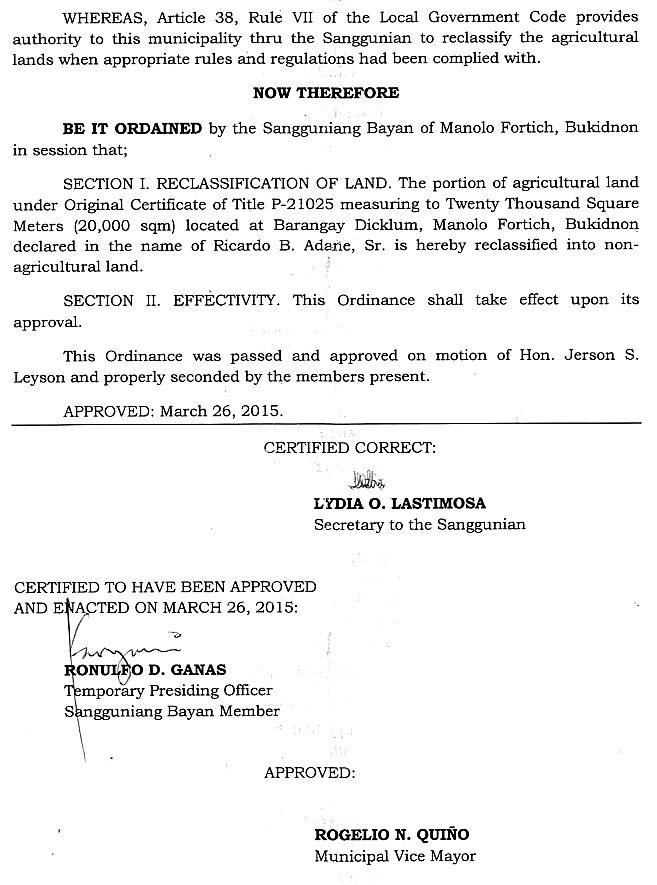 WHEREAS, Article 38, Rule VII of the Local Government Code provides
authority to this municipality thru the Sanggunian to reclassify the agricultural
lands when appropriate rules and regulations had been complied with.
NOW THEREFORE
BE IT ORDAINED by the Sangguniang Bayan of Manolo Fortich, Bukidnon
in session that;
SECTION I. RECLASSIFICATION OF LAND. The portion of agricultural land
under Original Certificate of Title P-21025 measuring to Twenty Thousand Square
Meters (20,000 sqm) located at Barangay Dicklum, Manolo Fortich, Bukidnon
declared in the name of Ricardo B. Adane, Sr. is hereby reclassified into non-
agricultural land.
SECTION II. EFFECTIVITY. This Ordinance shall take effect upon its
approval.
This Ordinance was passed and approved on motion of Hon. Jerson S.
Leyson and properly seconded by the members present.
APPROVED: March 26, 2015.
CERTIFIED CORRECT:
LYDIA O. LASTIMOSA
Secretary to the Sanggunian
CERTIFIED TO HAVE BEEN APPROVED
AND ENACTED ON MARCH 26, 2015:
RONULFO D. GANAS
Temporary Presiding Officer
Sangguniang Bayan Member
APPROVED:
ROGELIO N. QUIÑO
Municipal Vice Mayor